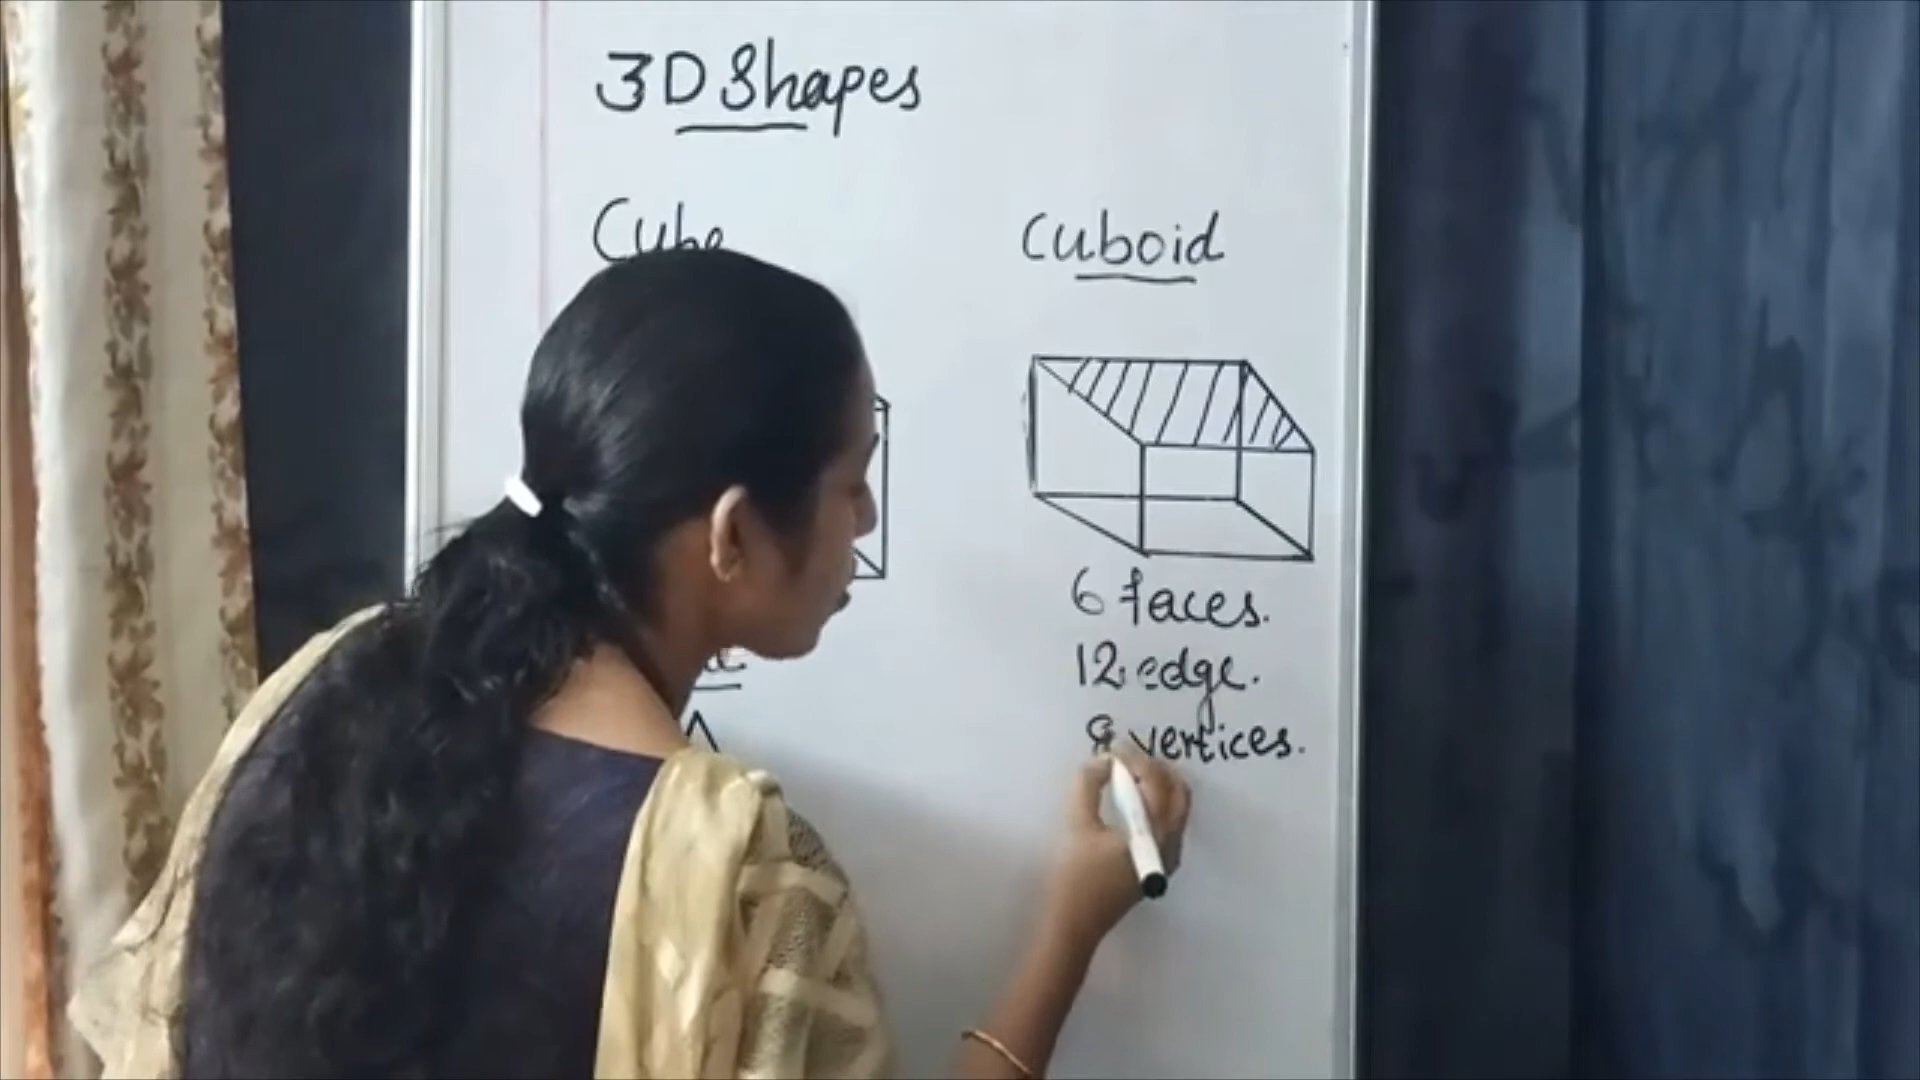 3D Shapes
Cube
Cuboid
6 faces.
12 edge.
8 vertices.